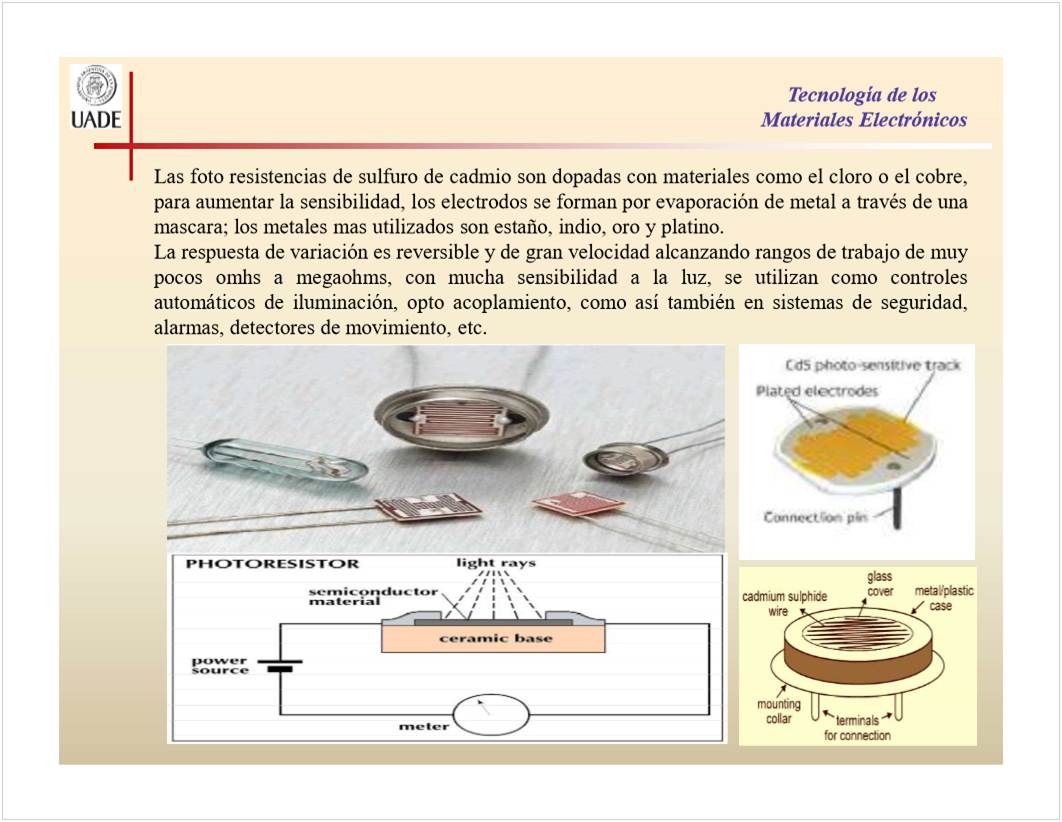 UADE
Tecnología de los
Materiales Electrónicos
Las foto resistencias de sulfuro de cadmio son dopadas con materiales como el cloro o el cobre,
para aumentar la sensibilidad, los electrodos se forman por evaporación de metal a través de una
mascara; los metales mas utilizados son estaño, indio, oro y platino.
La respuesta de variación es reversible y de gran velocidad alcanzando rangos de trabajo de muy
pocos omhs a megaohms, con mucha sensibilidad a la luz, se utilizan como controles
automáticos de iluminación, opto acoplamiento, como así también en sistemas de seguridad,
alarmas, detectores de movimiento, etc.
CdS photo-sensitive track
Plated electrodes
Connection pin
PHOTORESISTOR
light rays
semiconductor
material
ceramic base
power
source
meter
glass
cover
cadmium sulphide
wire
metal/plastic
case
mounting
collar
terminals
for connection